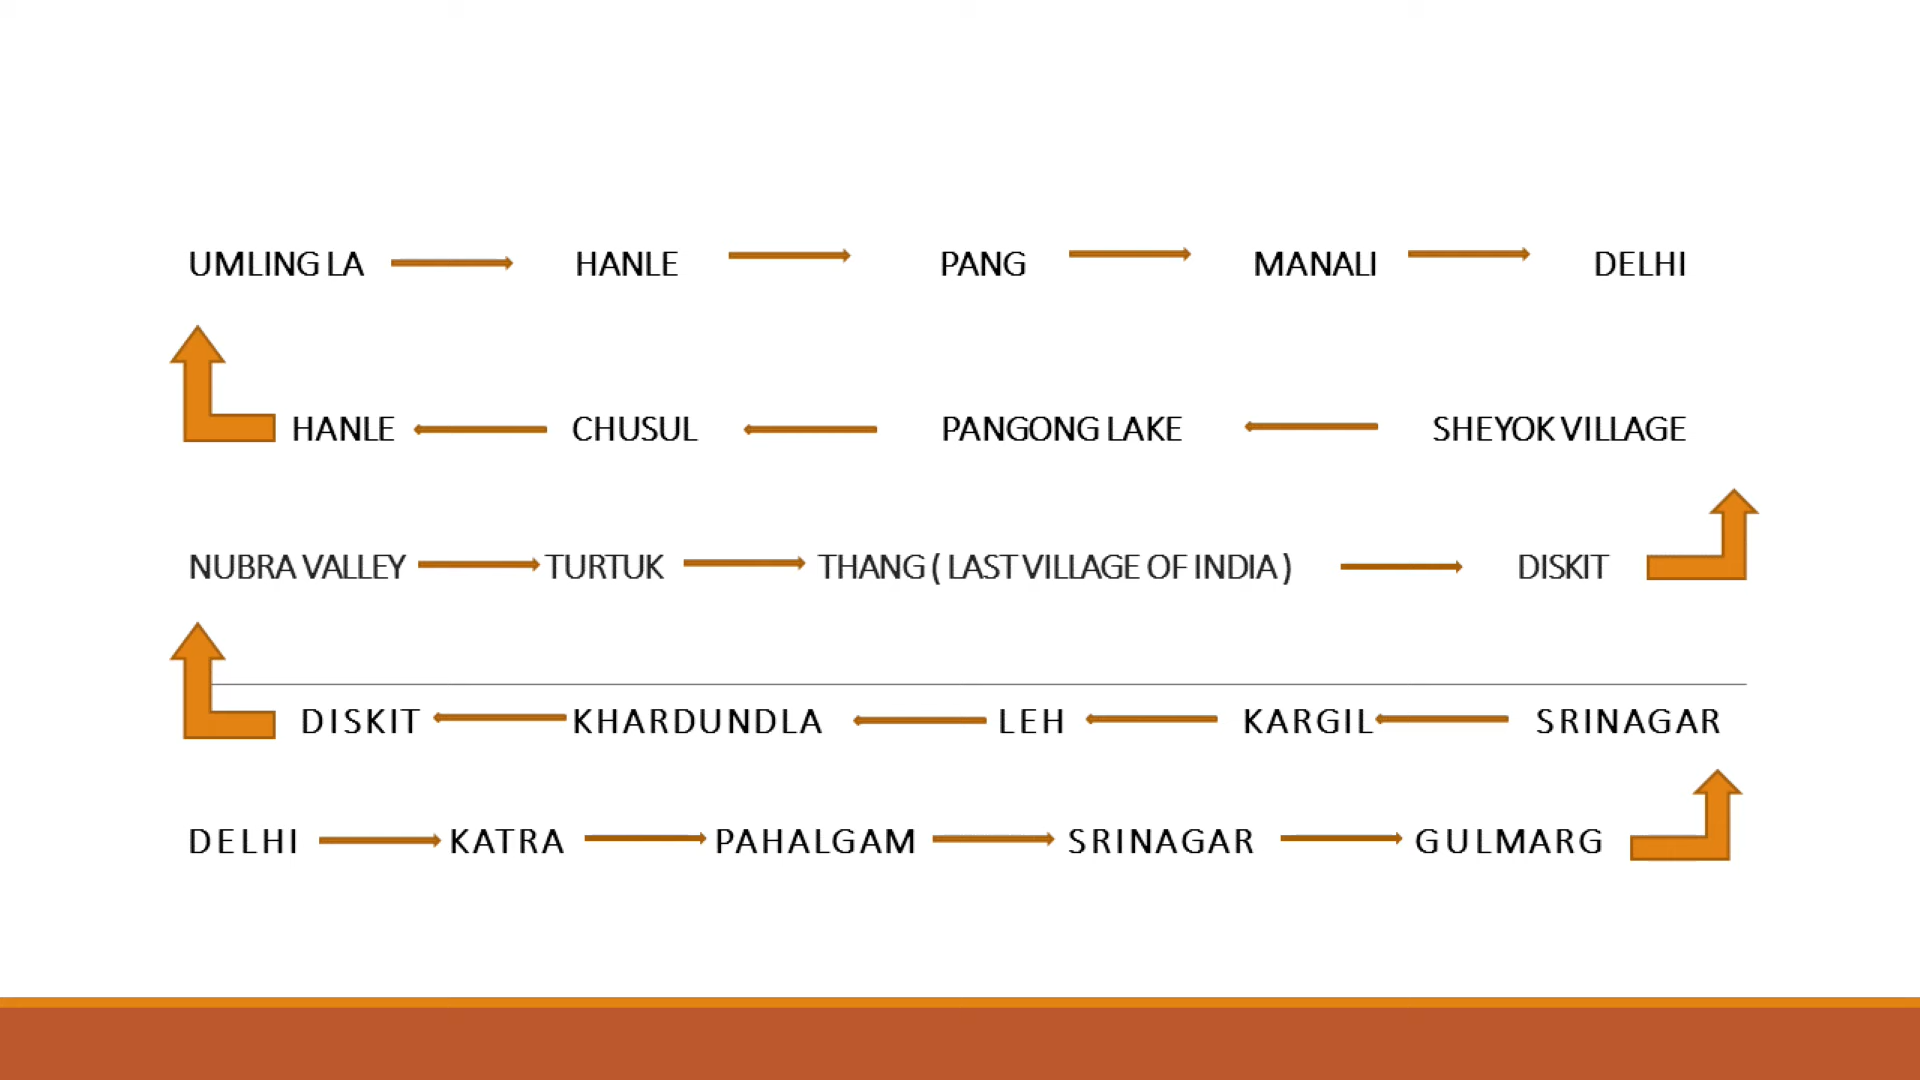 UMLING LA HANLE PANG MANALI DELHI
HANLE CHUSUL PANGONG LAKE SHEYOK VILLAGE
NUBRA VALLEY TURTUK THANG ( LAST VILLAGE OF INDIA ) DISKIT
DISKIT KHARDUNDLA LEH KARGIL SRINAGAR
DELHI KATRA PAHALGAM SRINAGAR GULMARG